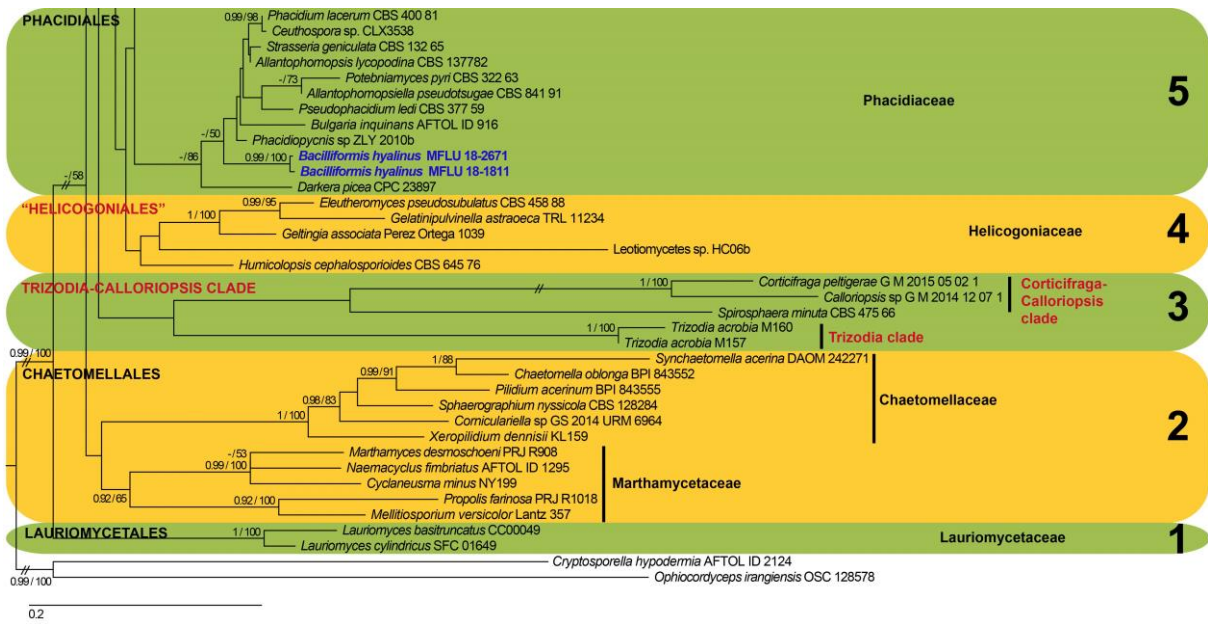 PHACIDIALES
0.99/98
Phacidium lacerum CBS 400 81
Ceuthospora sp. CLX3538
Strasseria geniculata CBS 132 65
Allantophomopsis lycopodina CBS 137782
-/73
Potebniamyces pyri CBS 322 63
Allantophomopsiella pseudotsugae CBS 841 91
Pseudophacidium ledi CBS 377 59
Phacidiaceae
5
Bulgaria inquinans AFTOL ID 916
-/50
Phacidiopycnis sp ZLY 2010b
-/86
0.99/100
Bacilliformis hyalinus MFLU 18-2671
Bacilliformis hyalinus MFLU 18-1811
-/58
Darkera picea CPC 23897
"HELICOGONIALES"
0.99/95
Eleutheromyces pseudosubulatus CBS 458 88
1/100
Gelatinipulvinella astraoeca TRL 11234
Geltingia associata Perez Ortega 1039
Helicogoniaceae
4
Leotiomycetes sp. HC06b
Humicolopsis cephalosporioides CBS 645 76
TRIZODIA-CALLORIOPSIS CLADE
1/100
Corticifraga peltigerae G M 2015 05 02 1
Calloriopsis sp G M 2014 12 07 1
Corticifraga-
Calloriopsis
clade
3
Spirosphaera minuta CBS 475 66
1/100
Trizodia acrobia M160
Trizodia acrobia M157
Trizodia clade
0.99/100
CHAETOMELLALES
1/88
Synchaetomella acerina DAOM 242271
0.99/91
Chaetomella oblonga BPI 843552
Pilidium acerinum BPI 843555
Chaetomellaceae
0.98/83
Sphaerographium nyssicola CBS 128284
1/100
Corniculariella sp GS 2014 URM 6964
2
Xeropilidium dennisii KL159
-/53
Marthamyces desmoschoeni PRJ R908
0.99/100
Naemacyclus fimbriatus AFTOL ID 1295
Cyclaneusma minus NY199
Marthamycetaceae
0.92/65
0.92/100
Propolis farinosa PRJ R1018
Mellitiosporium versicolor Lantz 357
LAURIOMYCETALES
1/100
Lauriomyces basitruncatus CC00049
Lauriomyces cylindricus SFC 01649
Lauriomycetaceae
1
0.99/100
Cryptosporella hypodermia AFTOL ID 2124
Ophiocordyceps irangiensis OSC 128578
0.2